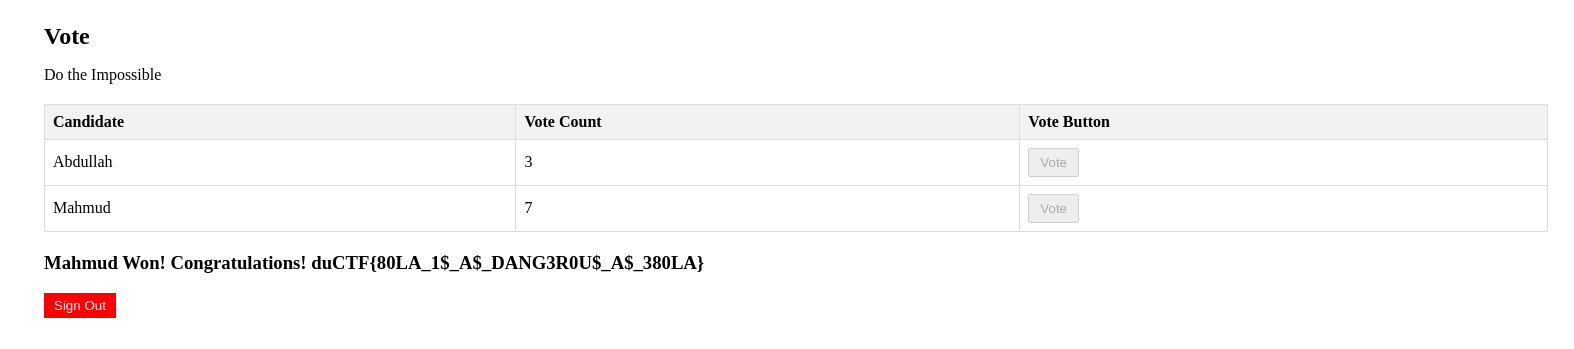 Vote
Do the Impossible
Candidate Vote Count Vote Button
Abdullah 3 Vote
Mahmud 7 Vote
Mahmud Won! Congratulations! duCTF{80LA_1$_A$_DANG3R0U$_A$_380LA}
Sign Out